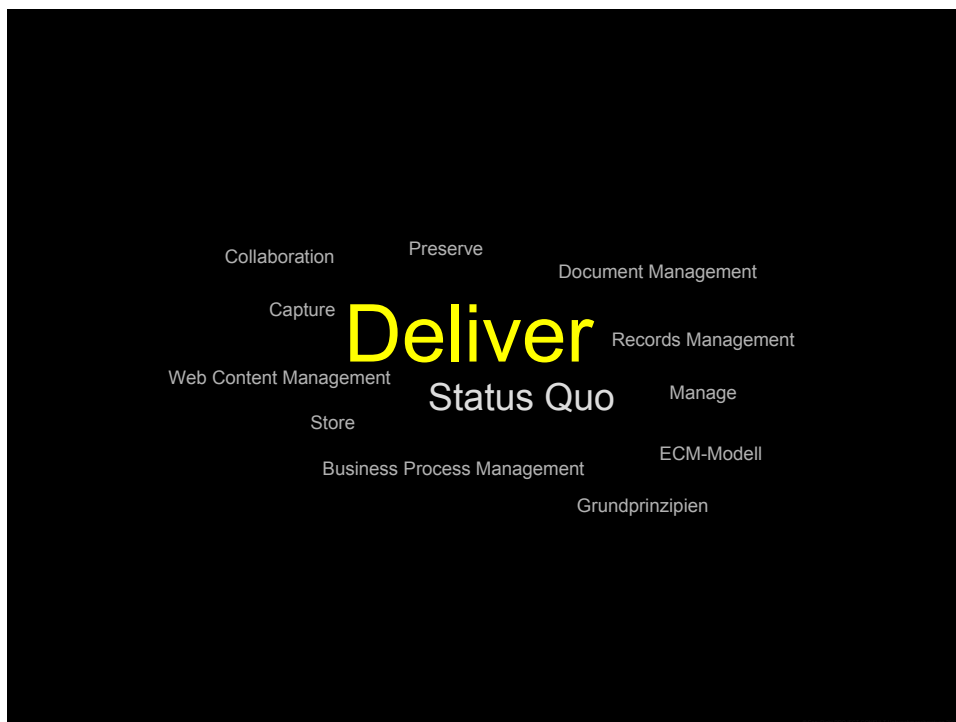 Preserve
Collaboration
Document Management
Capture
Deliver
Records Management
Web Content Management
Status Quo
Manage
Store
ECM-Modell
Business Process Management
Grundprinzipien